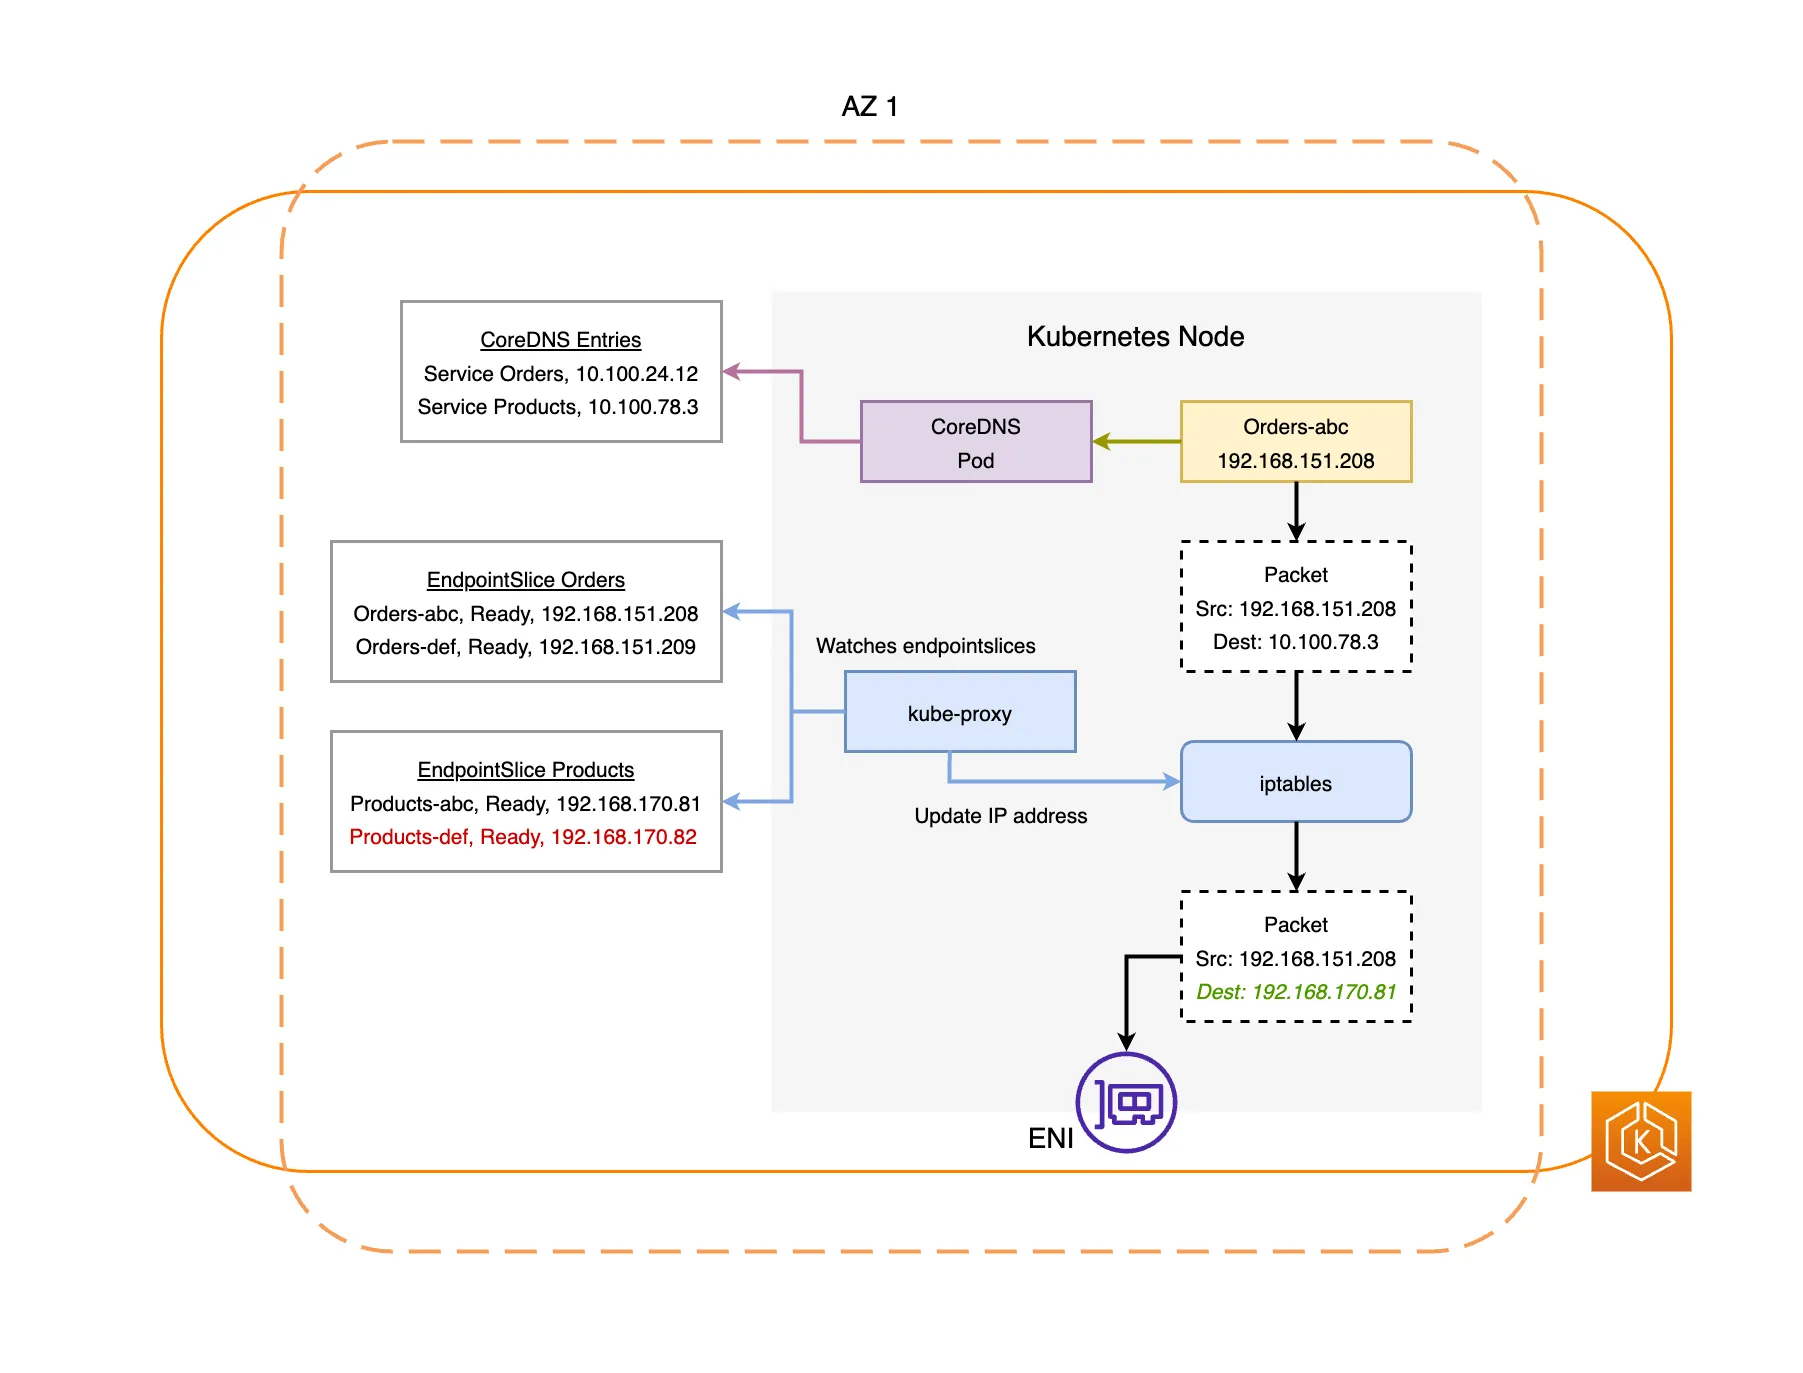 AZ 1
Kubernetes Node
CoreDNS Entries
Service Orders, 10.100.24.12
Service Products, 10.100.78.3
CoreDNS
Pod
Orders-abc
192.168.151.208
Packet
Src: 192.168.151.208
Dest: 10.100.78.3
EndpointSlice Orders
Orders-abc, Ready, 192.168.151.208
Orders-def, Ready, 192.168.151.209
Watches endpointslices
kube-proxy
EndpointSlice Products
Products-abc, Ready, 192.168.170.81
Products-def, Ready, 192.168.170.82
iptables
Update IP address
Packet
Src: 192.168.151.208
Dest: 192.168.170.81
ENI
K